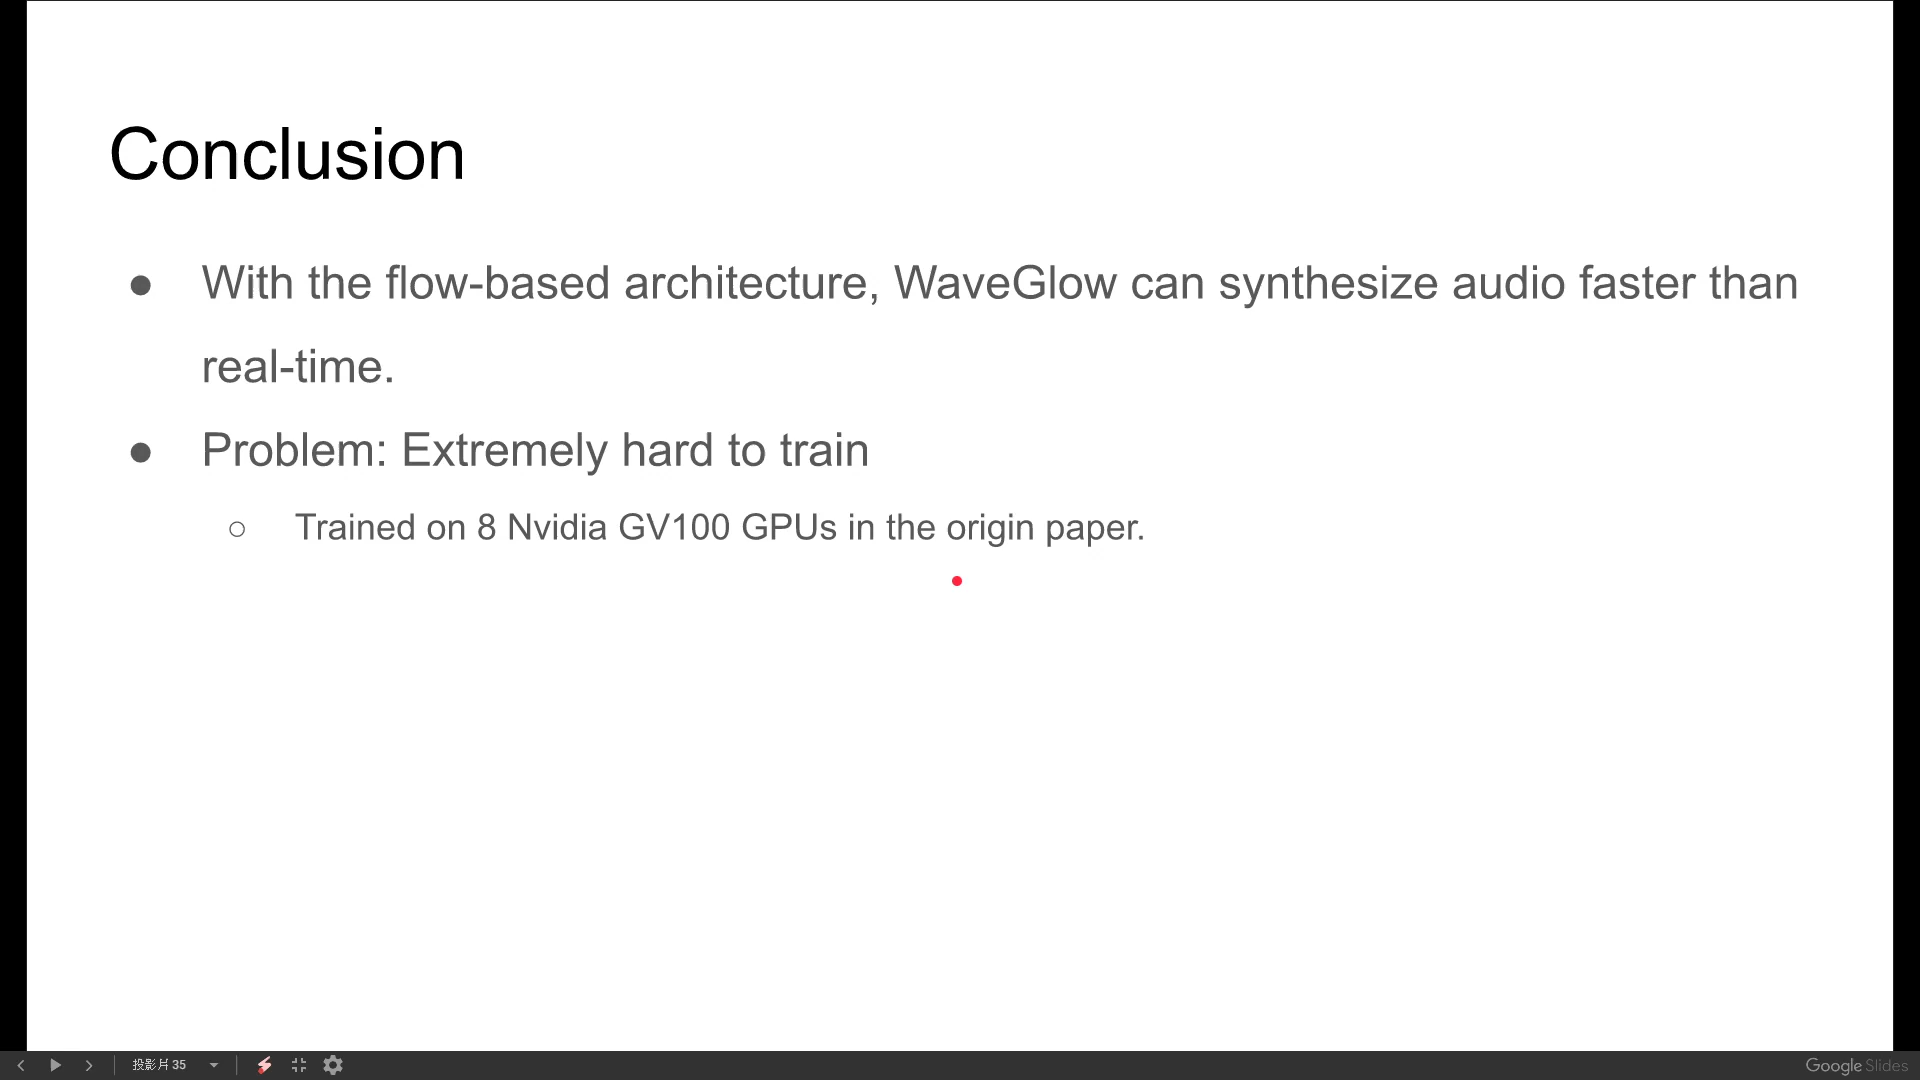 Conclusion
● With the flow-based architecture, WaveGlow can synthesize audio faster than
real-time.
● Problem: Extremely hard to train
○ Trained on 8 Nvidia GV100 GPUs in the origin paper.
投影片 35
Google Slides